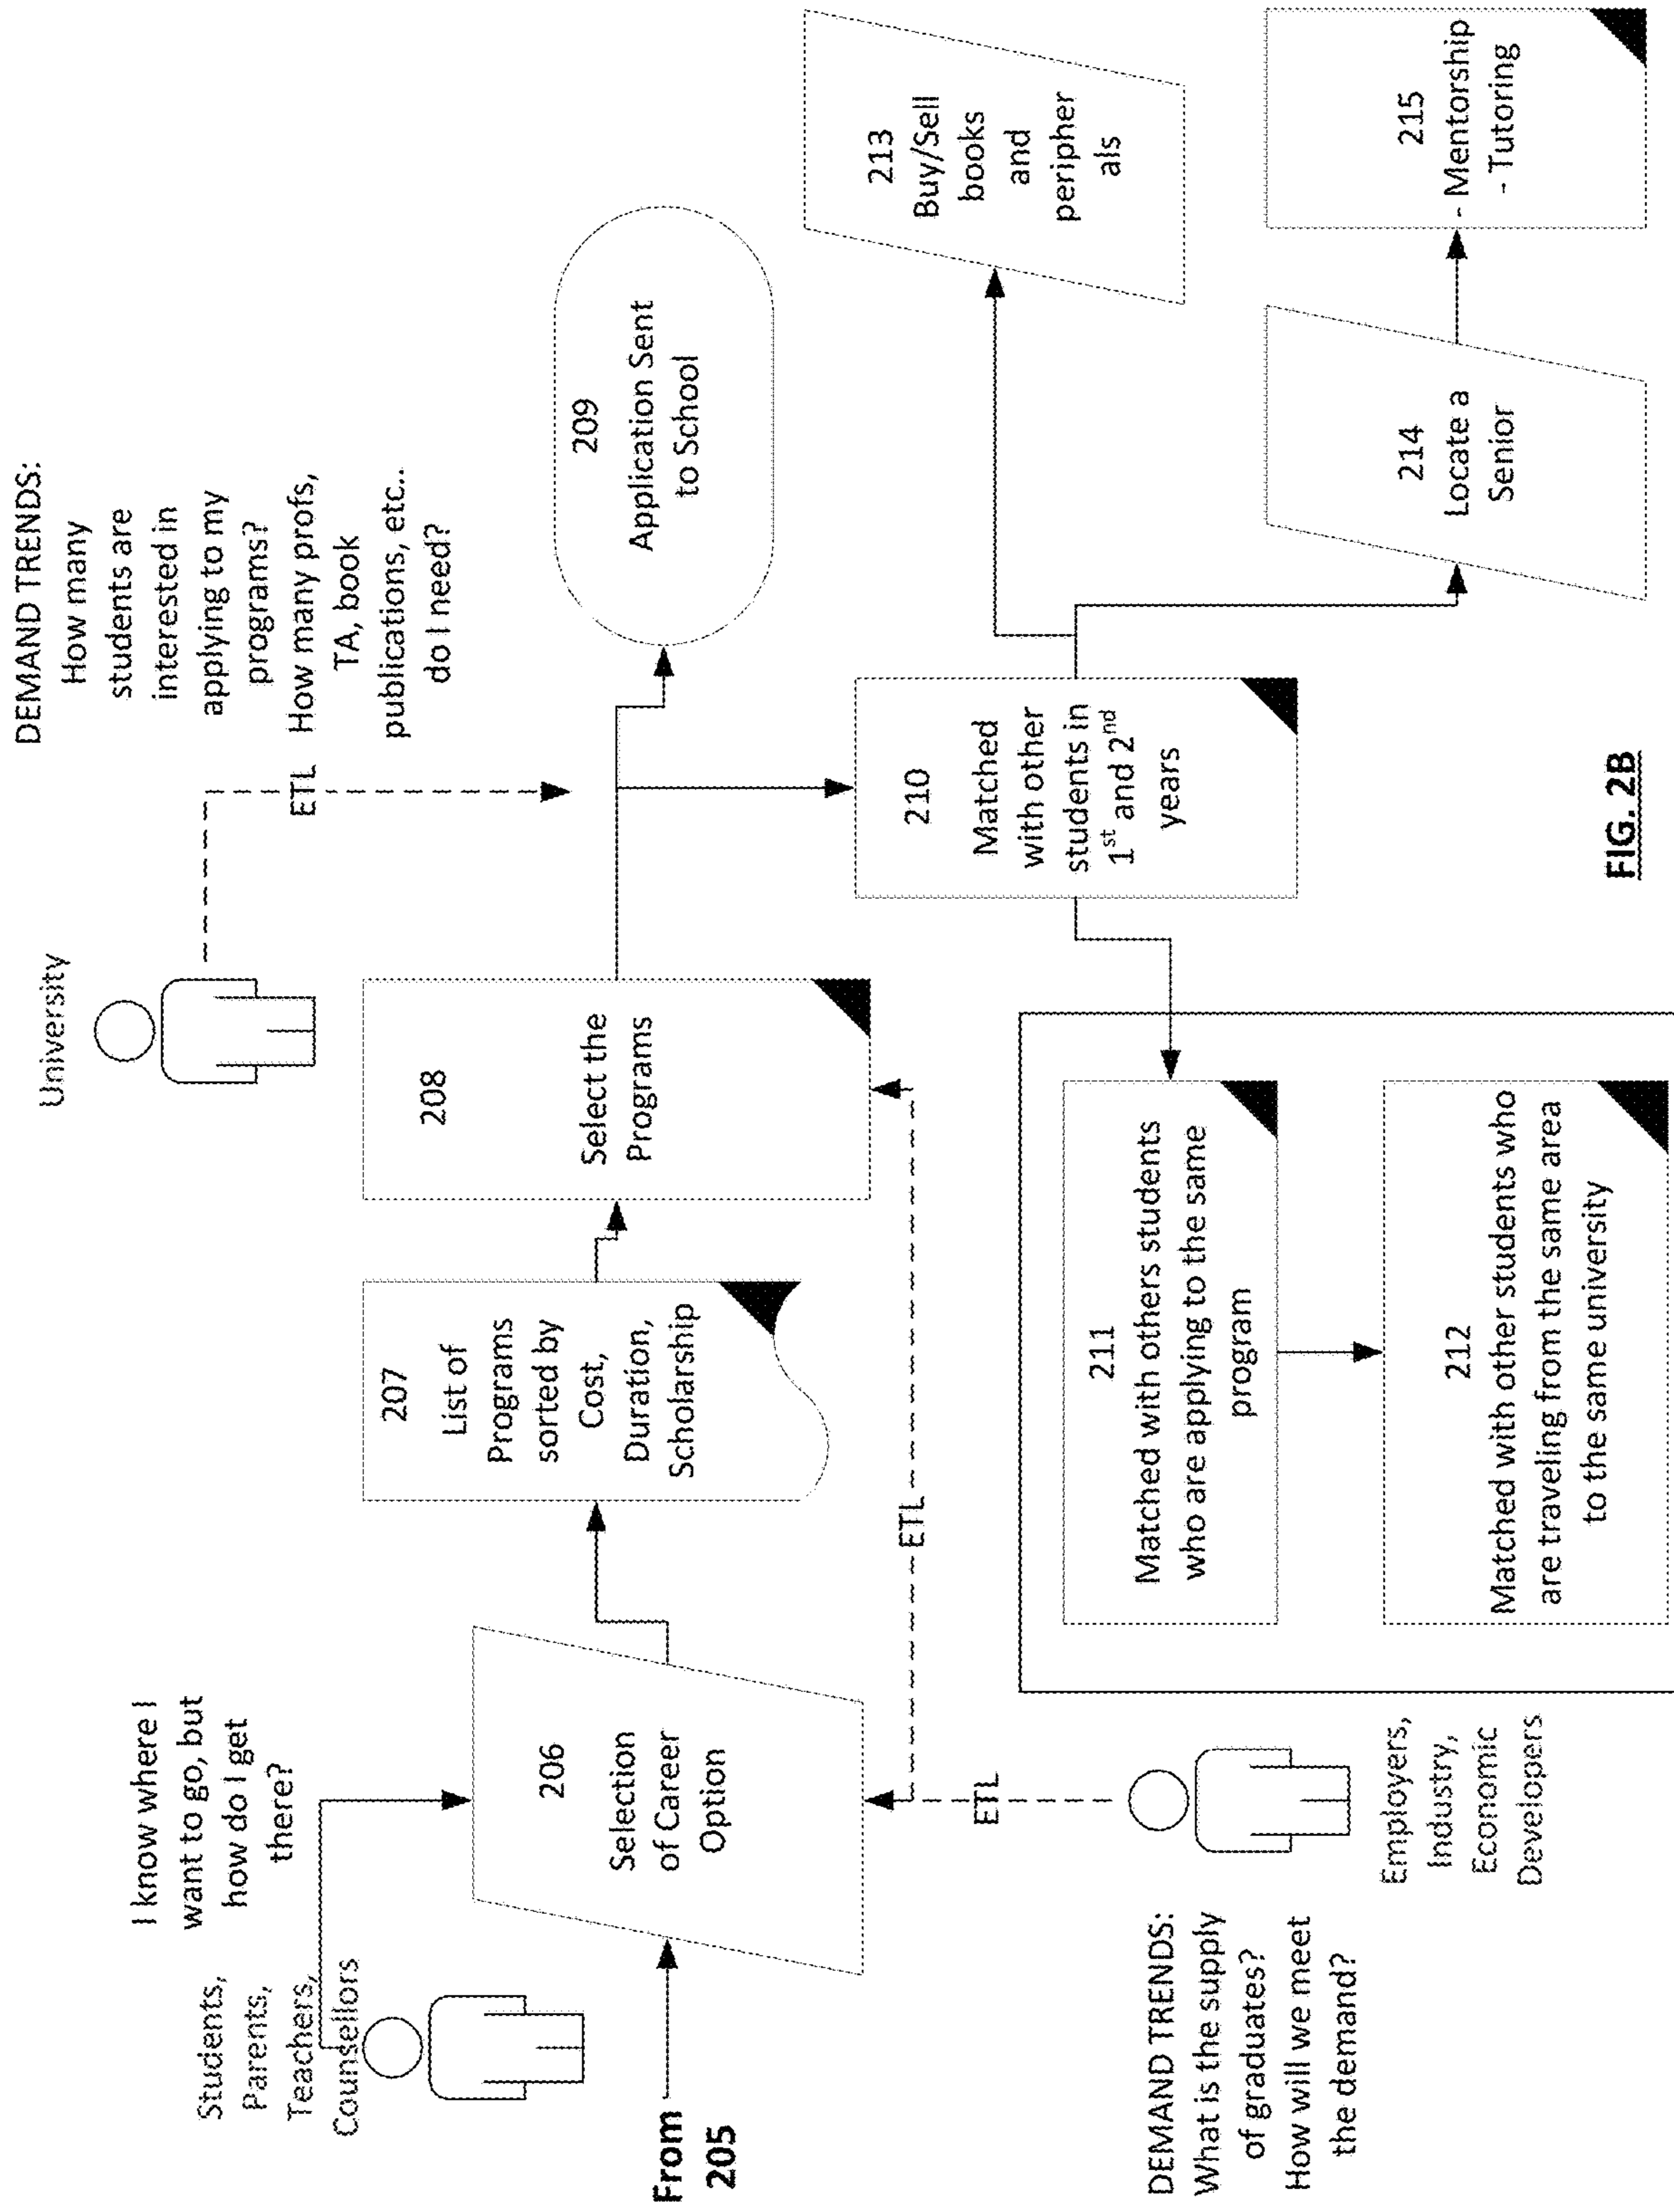 Students,
Parents,
Teachers,
Counsellors
I know where I
want to go, but
how do I get
there?
University
DEMAND TRENDS:
How many
students are
interested in
applying to my
programs?
How many profs,
TA, book
publications, etc..
do I need?
ETL
From
205
206
Selection
of Career
Option
207
List of
Programs
sorted by
Cost,
Duration,
Scholarship
208
Select the
Programs
209
Application Sent
to School
ETL
ETL
DEMAND TRENDS:
What is the supply
of graduates?
How will we meet
the demand?
Employers,
Industry,
Economic
Developers
210
Matched
with other
students in
1st and 2nd
years
211
Matched with others students
who are applying to the same
program
212
Matched with other students who
are traveling from the same area
to the same university
213
Buy/Sell
books
and
peripher
als
214
Locate a
Senior
215
- Mentorship
- Tutoring
FIG. 2B